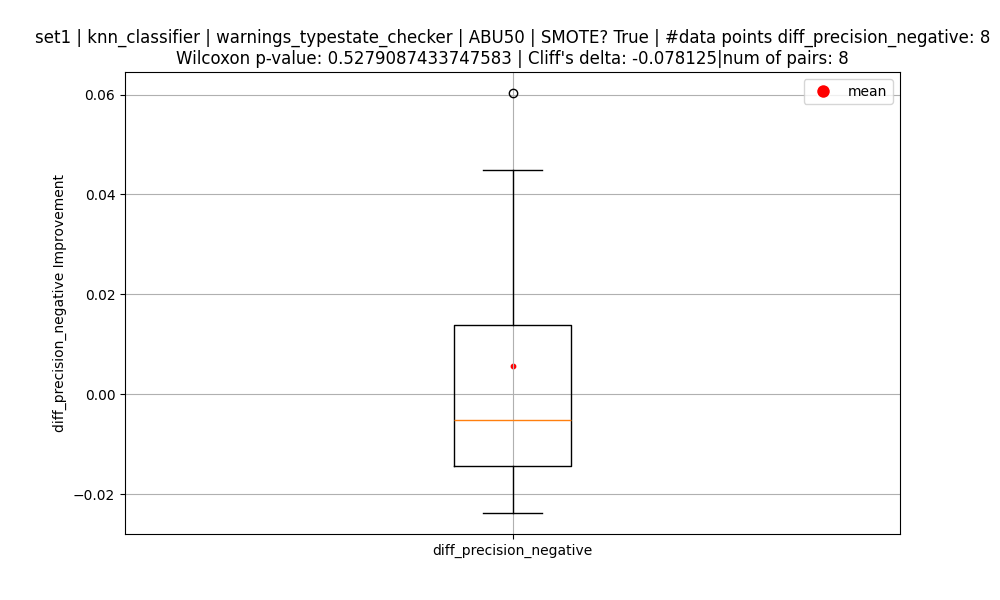 set1 | knn_classifier | warnings_typestate_checker | ABU50 | SMOTE? True | #data points diff_precision_negative: 8
Wilcoxon p-value: 0.5279087433747583 | Cliff's delta: -0.078125|num of pairs: 8
mean
0.06
0.04
0.02
0.00
−0.02
diff_precision_negative Improvement
diff_precision_negative